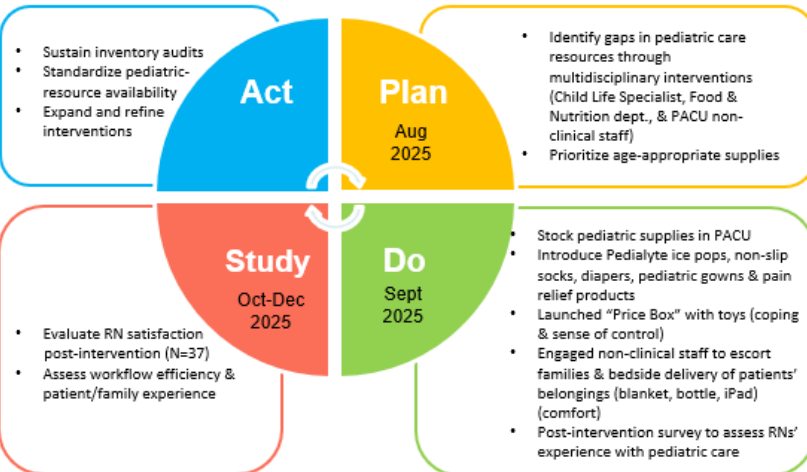 Act
• Sustain inventory audits
• Standardize pediatric-
resource availability
• Expand and refine
interventions
Plan
Aug
2025
• Identify gaps in pediatric care
resources through
multidisciplinary interventions
(Child Life Specialist, Food &
Nutrition dept., & PACU non-
clinical staff)
• Prioritize age-appropriate supplies
Study
Oct-Dec
2025
• Evaluate RN satisfaction
post-intervention (N=37)
• Assess workflow efficiency &
patient/family experience
Do
Sept
2025
• Stock pediatric supplies in PACU
• Introduce Pedialyte ice pops, non-slip
socks, diapers, pediatric gowns & pain
relief products
• Launched “Price Box” with toys (coping
& sense of control)
• Engaged non-clinical staff to escort
families & bedside delivery of patients’
belongings (blanket, bottle, iPad)
(comfort)
• Post-intervention survey to assess RNs’
experience with pediatric care